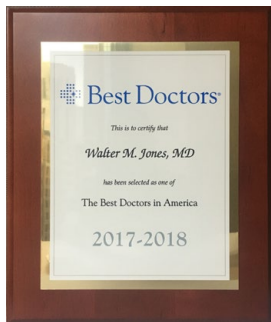 Best Doctors®
This is to certify that
Walter M. Jones, MD
has been selected as one of
The Best Doctors in America
2017-2018